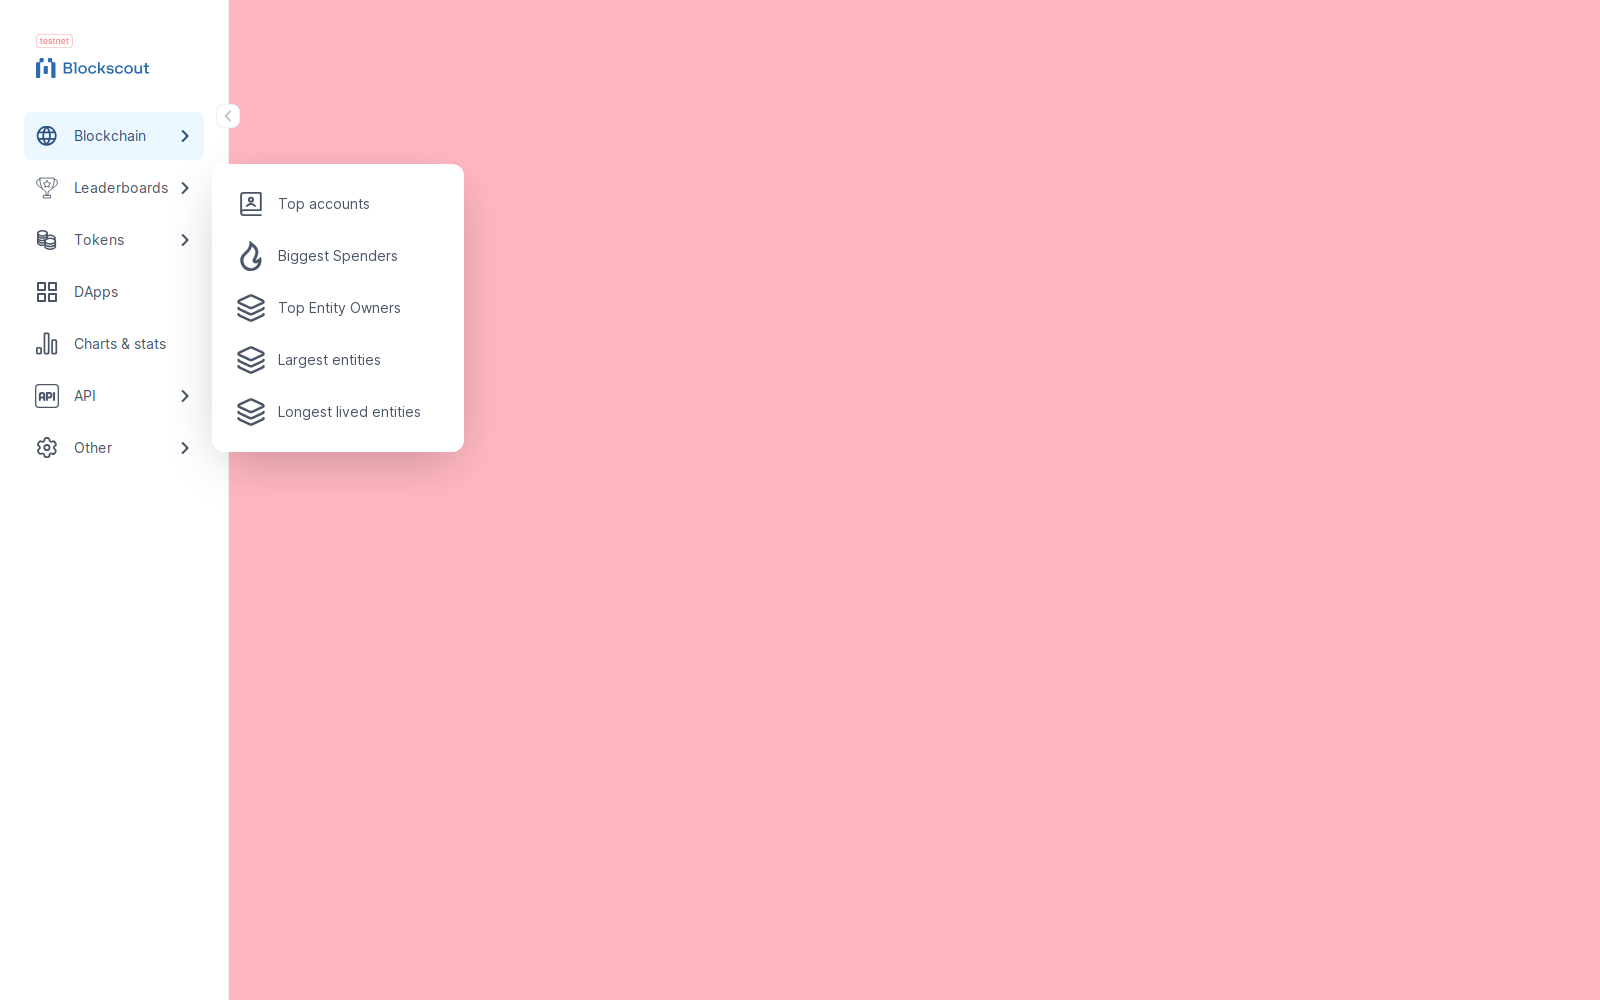 testnet
Blockscout
Blockchain
Leaderboards
Tokens
DApps
Charts & stats
API
API
Other
Top accounts
Biggest Spenders
Top Entity Owners
Largest entities
Longest lived entities